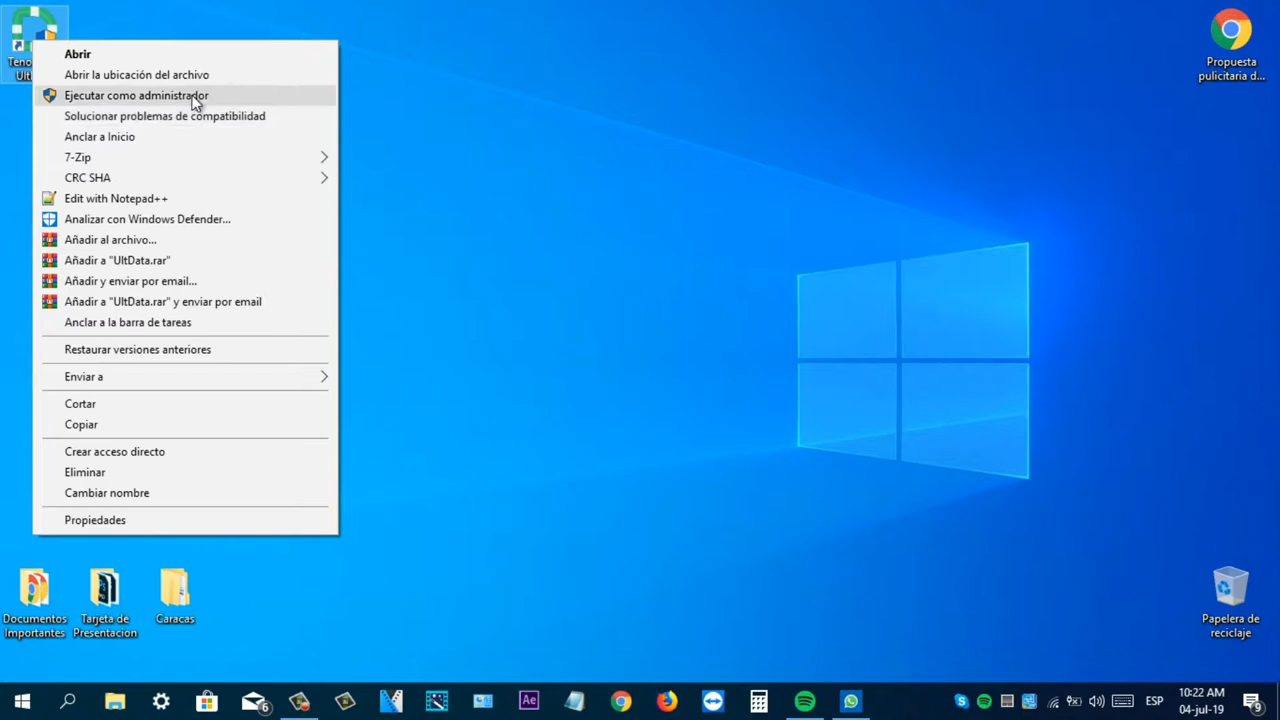 Abrir
Abrir la ubicación del archivo
Ejecutar como administrador
Solucionar problemas de compatibilidad
Anclar a Inicio
7-Zip
CRC SHA
Edit with Notepad++
Analizar con Windows Defender...
Añadir al archivo...
Añadir a "UltData.rar"
Añadir y enviar por email...
Añadir a "UltData.rar" y enviar por email
Anclar a la barra de tareas
Restaurar versiones anteriores
Enviar a
Cortar
Copiar
Crear acceso directo
Eliminar
Cambiar nombre
Propiedades
Propuesta
pulicitaria d...
Documentos
Importantes
Tarjeta de
Presentacion
Caracas
Papelera de
reciclaje
6
Ae
ESP
10:22 AM
04-jul-19
9